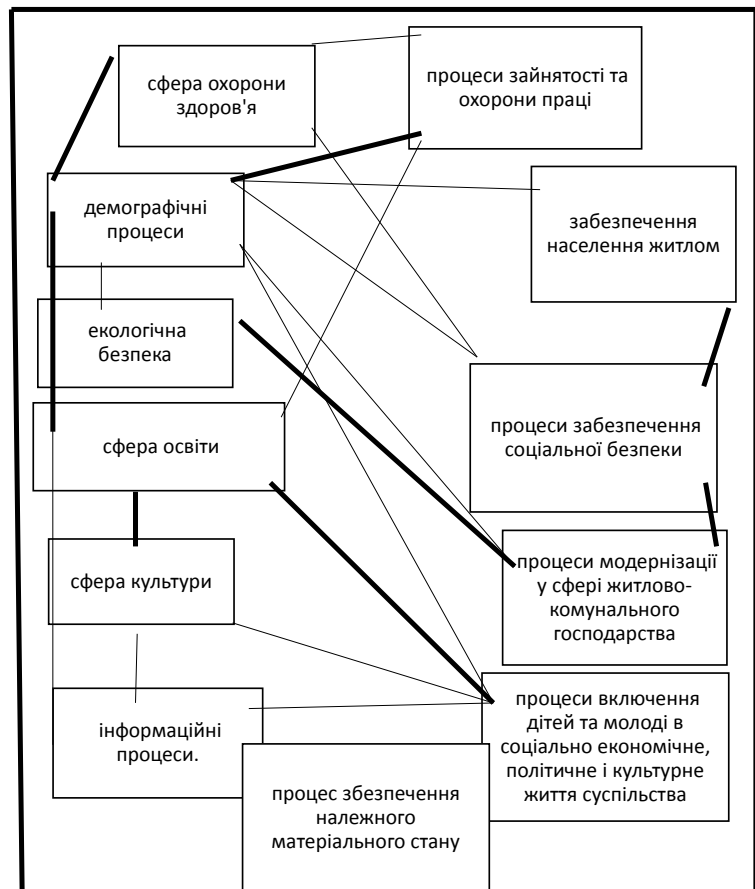 сфера охорони
здоров'я
процеси зайнятості та
охорони праці
демографічні
процеси
забезпечення
населення житлом
екологічна
безпека
сфера освіти
процеси забезпечення
соціальної безпеки
сфера культури
процеси модернізації
у сфері житлово-
комунального
господарства
інформаційні
процеси.
процеси включення
дітей та молоді в
соціально економічне,
політичне і культурне
життя суспільства
процес збезпечення
належного
матеріального стану